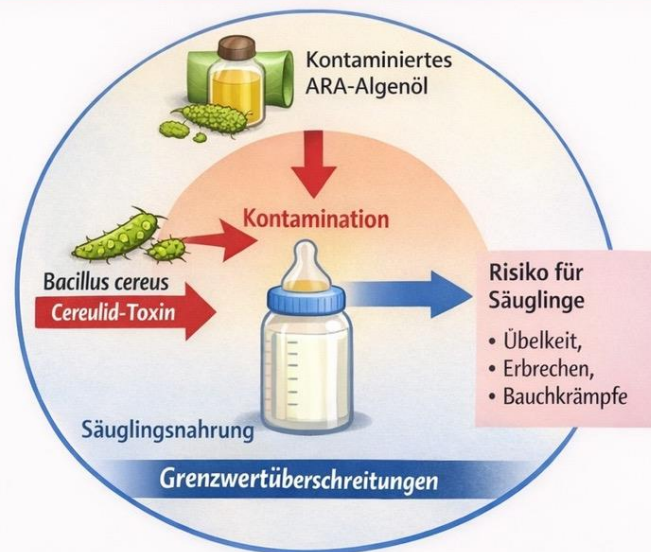 Kontaminiertes
ARA-Algenöl
Kontamination
Bacillus cereus
Cereulid-Toxin
Risiko für
Säuglinge
• Übelkeit,
• Erbrechen,
• Bauchkrämpfe
Säuglingsnahrung
Grenzwertüberschreitungen